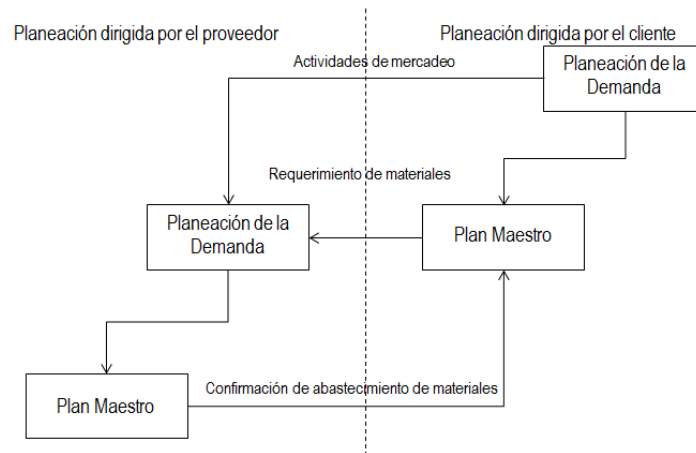 Planeación dirigida por el proveedor
Planeación dirigida por el cliente
Actividades de mercadeo
Planeación de la
Demanda
Requerimiento de materiales
Planeación de la
Demanda
Plan Maestro
Confirmación de abastecimiento de materiales
Plan Maestro